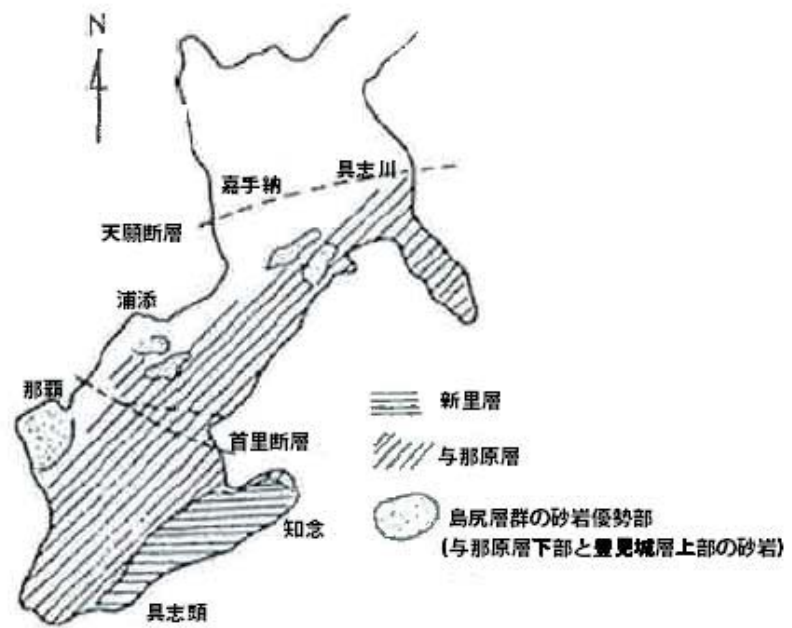 N
具志川
嘉手納
天願断層
浦添
那覇
首里断層
知念
具志頭
新里層
与那原層
島尻層群の砂岩優勢部
(与那原層下部と豊見城層上部の砂岩)